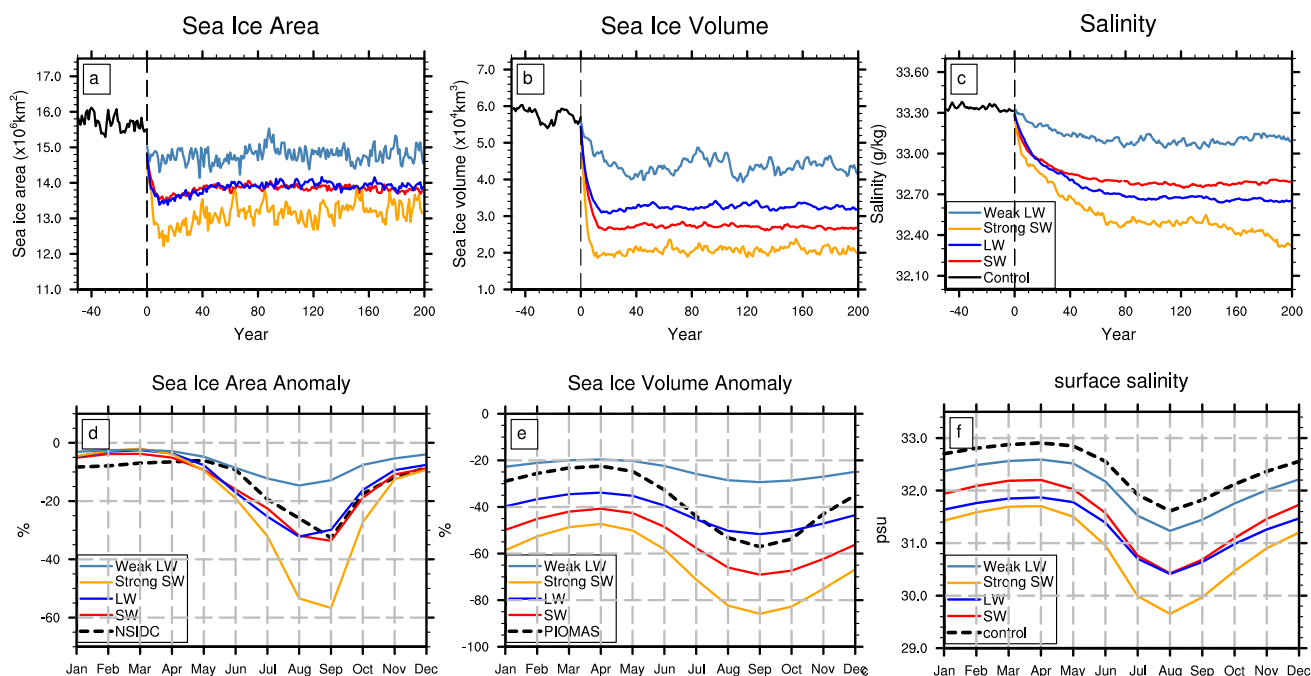 Sea Ice Area
Sea Ice Volume
Salinity
a
17.0
16.0
15.0
14.0
13.0
12.0
11.0
Sea ice area (x10⁶km²)
-40 0 40 80 120 160 200
Year
b
7.0
6.0
5.0
4.0
3.0
2.0
1.0
Sea ice volume (x10⁴km³)
-40 0 40 80 120 160 200
Year
c
33.60
33.30
33.00
32.70
32.40
32.10
Salinity (g/kg)
Weak LW
Strong SW
LW
SW
Control
-40 0 40 80 120 160 200
Year
Sea Ice Area Anomaly
Sea Ice Volume Anomaly
surface salinity
d
0
-20
-40
-60
%
%
Weak LW
Strong SW
LW
SW
NSIDC
Jan Feb Mar Apr May Jun Jul Aug Sep Oct Nov Dec
e
0
-20
-40
-60
-80
-100
Weak LW
Strong SW
LW
SW
PIOMAS
Jan Feb Mar Apr May Jun Jul Aug Sep Oct Nov Dec
f
33.0
32.0
31.0
30.0
29.0
psu
Weak LW
Strong SW
LW
SW
control
Jan Feb Mar Apr May Jun Jul Aug Sep Oct Nov Dec